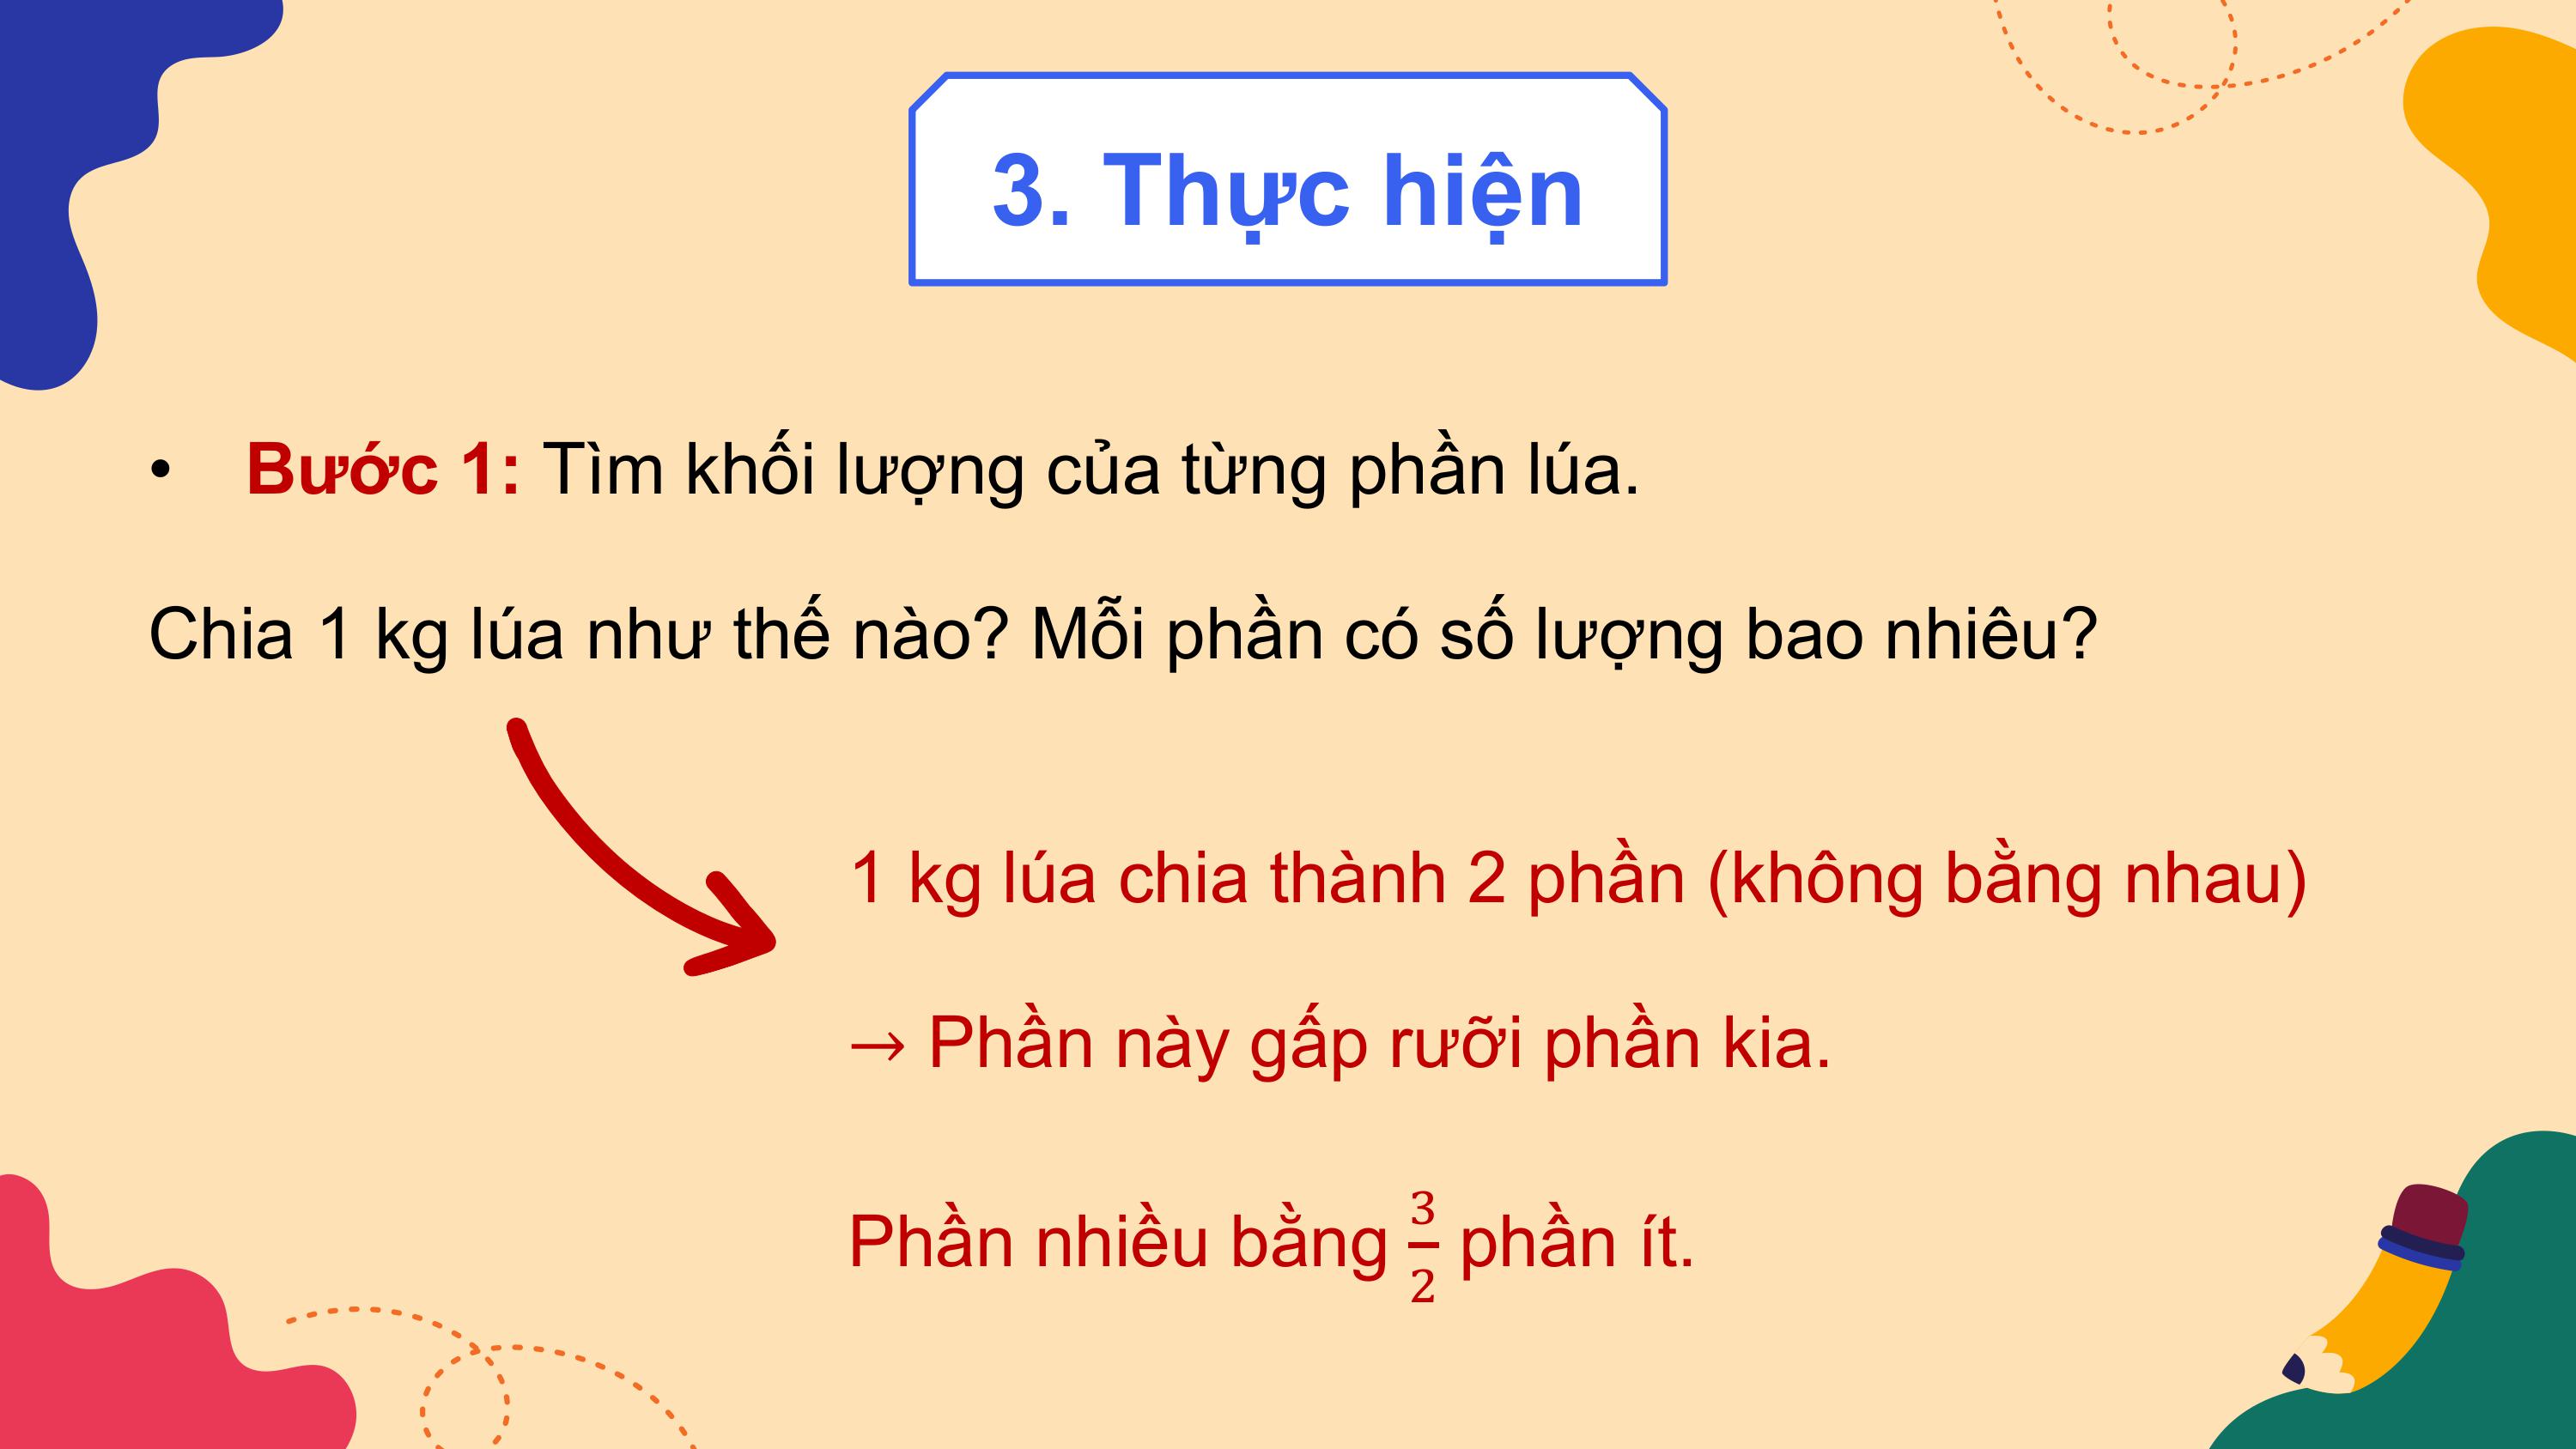 3. Thực hiện
• Bước 1: Tìm khối lượng của từng phần lúa.
Chia 1 kg lúa như thế nào? Mỗi phần có số lượng bao nhiêu?
1 kg lúa chia thành 2 phần (không bằng nhau)
→ Phần này gấp rưỡi phần kia.
Phần nhiều bằng 3/2 phần ít.